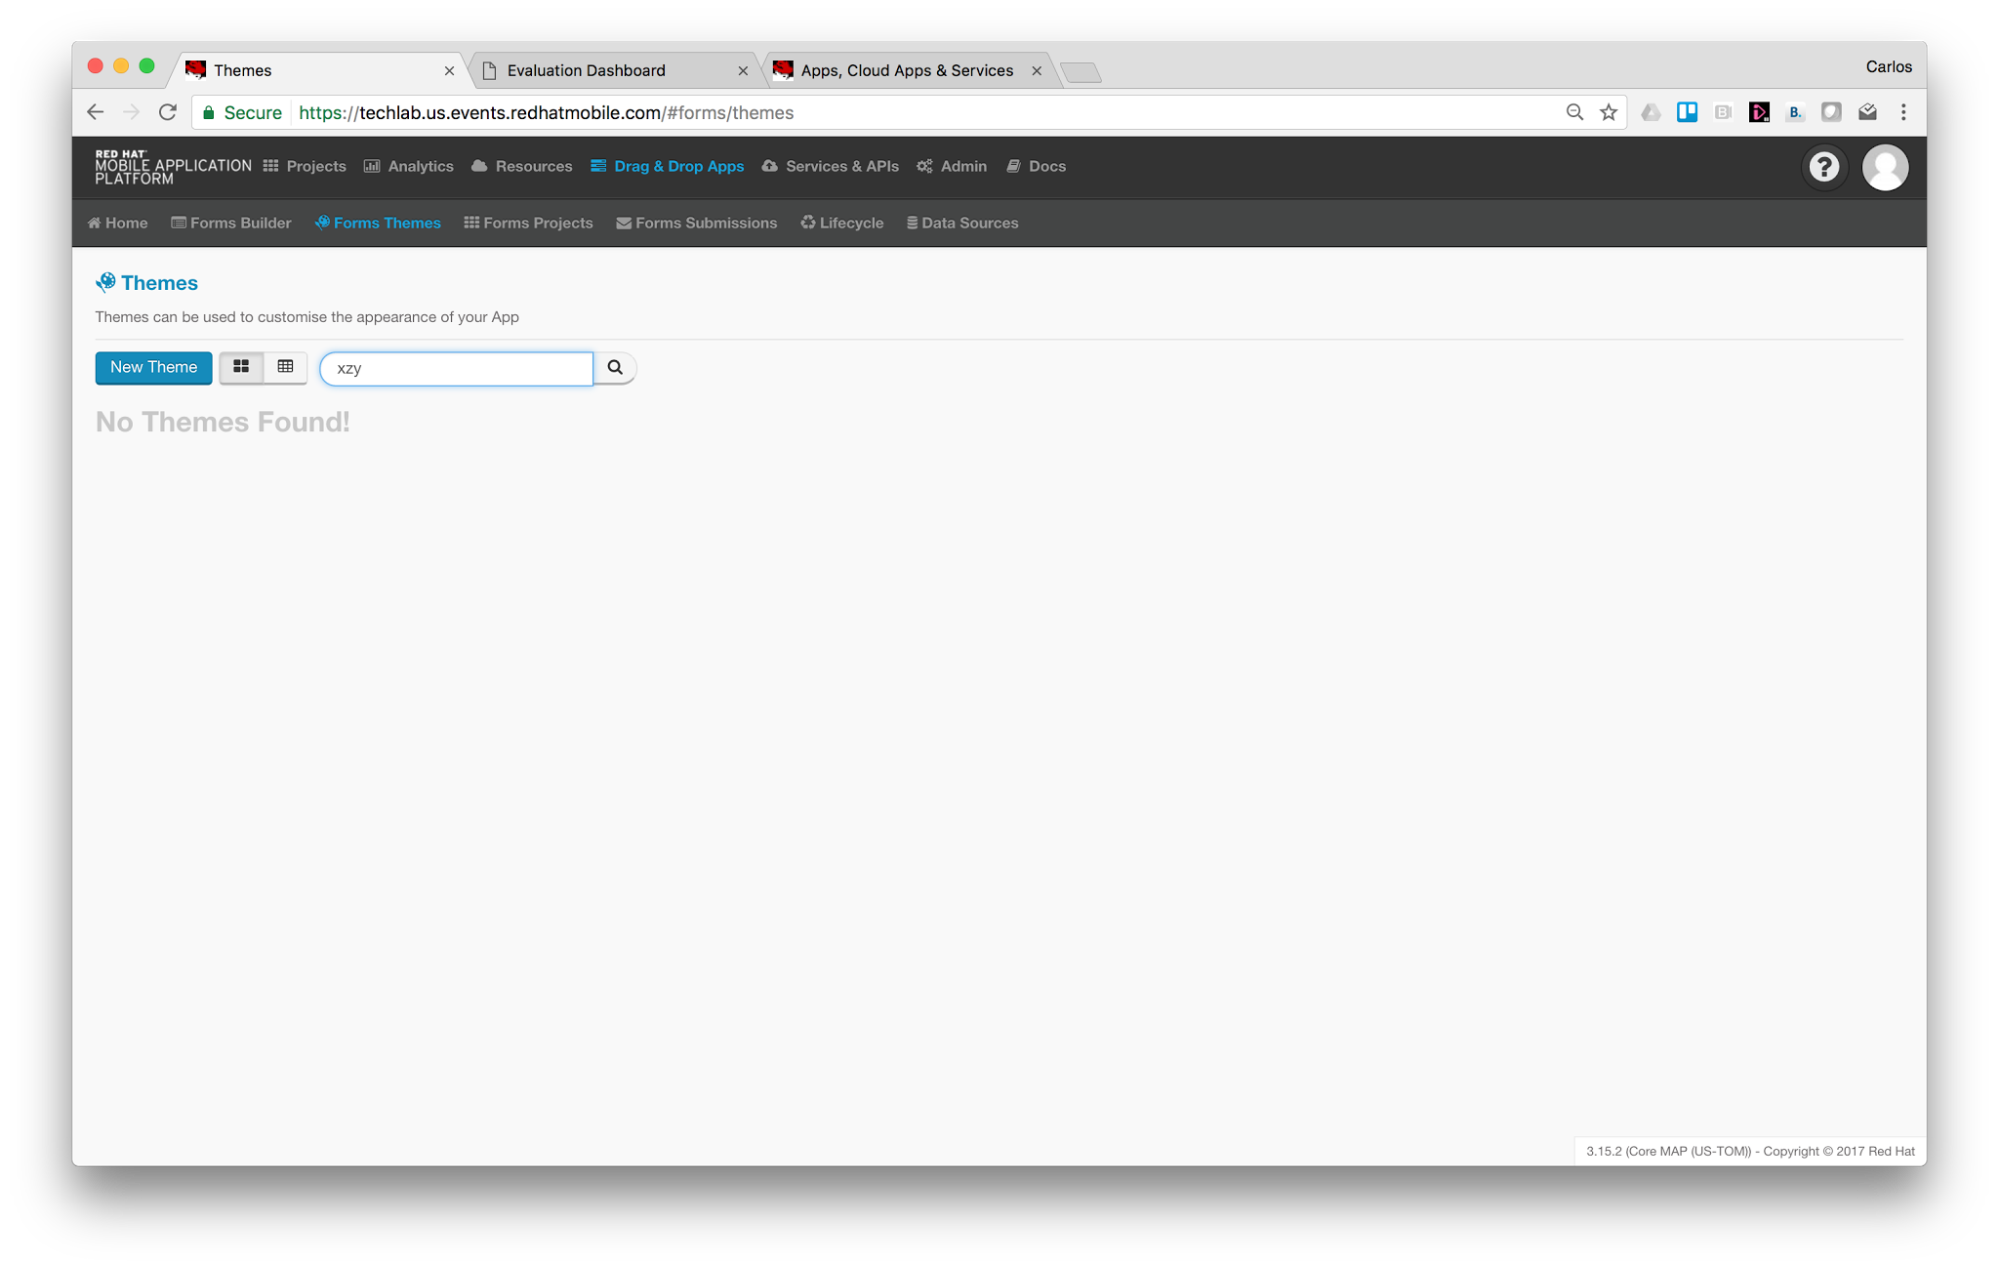 Themes
Evaluation Dashboard
Apps, Cloud Apps & Services
Carlos
Secure https://techlab.us.events.redhatmobile.com/#forms/themes
B.
RED HAT
MOBILE APPLICATION
PLATFORM
Projects Analytics Resources Drag & Drop Apps Services & APIs Admin Docs
?
Home Forms Builder Forms Themes Forms Projects Forms Submissions Lifecycle Data Sources
Themes
Themes can be used to customise the appearance of your App
New Theme
xzy
No Themes Found!
3.15.2 (Core MAP (US-TOM)) - Copyright © 2017 Red Hat